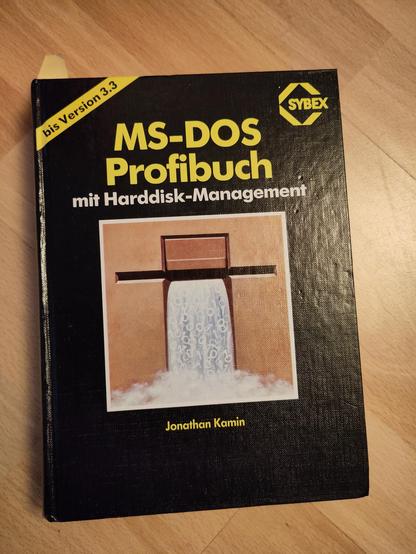 bis Version 3.3
SYBEX
MS-DOS
Profibuch
mit Harddisk-Management
Jonathan Kamin